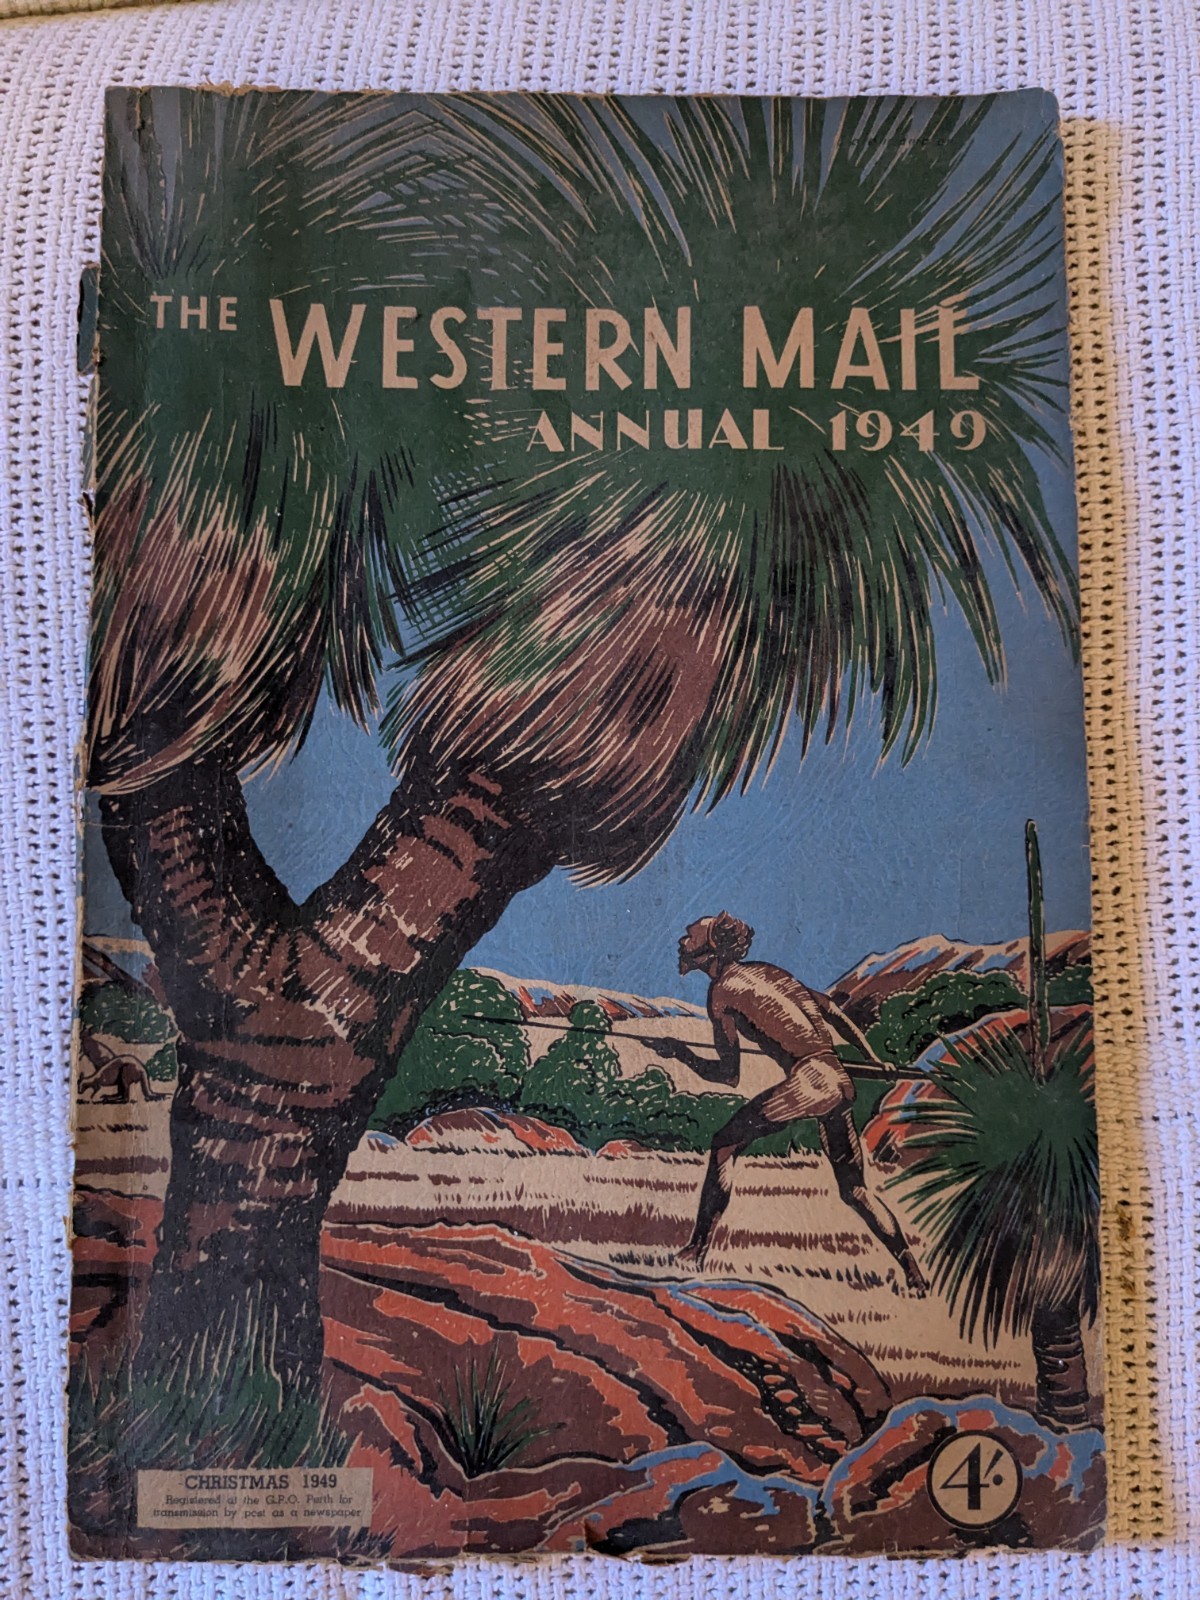 THE WESTERN MAIL
ANNUAL 1949
CHRISTMAS 1949
Registered at the G.P.O. Perth for
transmission by post as a newspaper
4/-